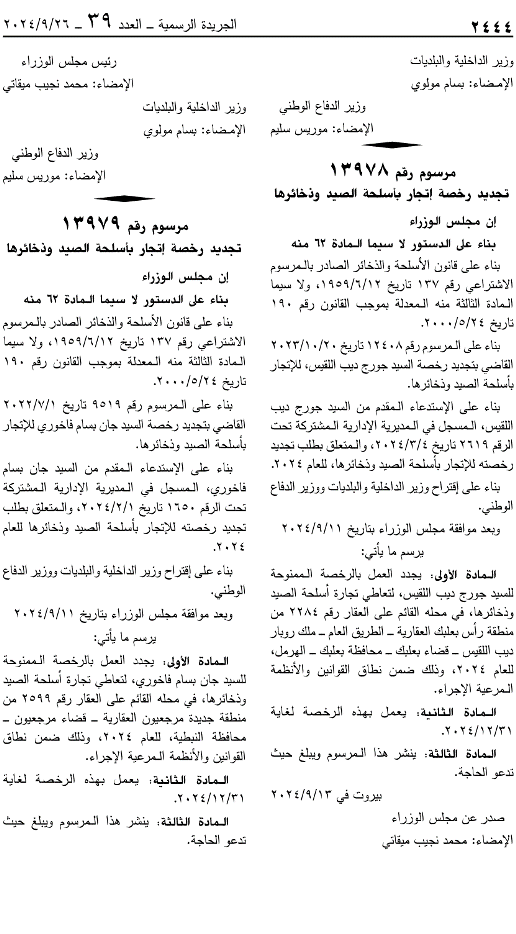 ٢٤٤٤
الجريدة الرسمية ــ العدد ٣٩ ــ ٢٠٢٤/٩/٢٦
وزير الداخلية والبلديات
الإمضاء: بسام مولوي
وزير الدفاع الوطني
الإمضاء: موريس سليم
مرسوم رقم ١٣٩٧٨
تجديد رخصة إتجار بأسلحة الصيد وذخائرها
إن مجلس الوزراء
بناء على الدستور لا سيما المادة ٦٢ منه
بناء على قانون الأسلحة والذخائر الصادر بالمرسوم
الاشتراعي رقم ١٣٧ تاريخ ١٩٥٩/٦/١٢، ولا سيما
المادة الثالثة منه المعدلة بموجب القانون رقم ١٩٠
تاريخ ٢٠٠٠/٥/٢٤.
بناء على المرسوم رقم ١٢٤٠٨ تاريخ ٢٠٢٣/١٠/٢٠
القاضي بتجديد رخصة السيد جورج ديب اللقيس، للإتجار
بأسلحة الصيد وذخائرها.
بناء على الإستدعاء المقدم من السيد جورج ديب
اللقيس، المسجل في المديرية الإدارية المشتركة تحت
الرقم ٢٦١٩ تاريخ ٢٠٢٤/٣/٤، والمتعلق بطلب تجديد
رخصته للإتجار بأسلحة الصيد وذخائرها، للعام ٢٠٢٤.
بناء على إقتراح وزير الداخلية والبلديات ووزير الدفاع
الوطني.
وبعد موافقة مجلس الوزراء بتاريخ ٢٠٢٤/٩/١١
يرسم ما يأتي:
المادة الأولى: يجدد العمل بالرخصة الممنوحة
للسيد جورج ديب اللقيس، لتعاطي تجارة أسلحة الصيد
وذخائرها، في محله القائم على العقار رقم ٢٢٨٤ من
منطقة رأس بعلبك العقارية ــ الطريق العام ــ ملك روبار
ديب اللقيس ــ قضاء بعلبك ــ محافظة بعلبك ــ الهرمل،
للعام ٢٠٢٤، وذلك ضمن نطاق القوانين والأنظمة
المرعية الإجراء.
المادة الثانية: يعمل بهذه الرخصة لغاية
٢٠٢٤/١٢/٣١.
المادة الثالثة: ينشر هذا المرسوم ويبلغ حيث
تدعو الحاجة.
بيروت في ٢٠٢٤/٩/١٣
صدر عن مجلس الوزراء
الإمضاء: محمد نجيب ميقاتي
رئيس مجلس الوزراء
الإمضاء: محمد نجيب ميقاتي
وزير الداخلية والبلديات
الإمضاء: بسام مولوي
وزير الدفاع الوطني
الإمضاء: موريس سليم
مرسوم رقم ١٣٩٧٩
تجديد رخصة إتجار بأسلحة الصيد وذخائرها
إن مجلس الوزراء
بناء على الدستور لا سيما المادة ٦٢ منه
بناء على قانون الأسلحة والذخائر الصادر بالمرسوم
الاشتراعي رقم ١٣٧ تاريخ ١٩٥٩/٦/١٢، ولا سيما
المادة الثالثة منه المعدلة بموجب القانون رقم ١٩٠
تاريخ ٢٠٠٠/٥/٢٤.
بناء على المرسوم رقم ٩٥١٩ تاريخ ٢٠٢٢/٧/١
القاضي بتجديد رخصة السيد جان بسام فاخوري للإتجار
بأسلحة الصيد وذخائرها.
بناء على الإستدعاء المقدم من السيد جان بسام
فاخوري، المسجل في المديرية الإدارية المشتركة
تحت الرقم ١٦٥٠ تاريخ ٢٠٢٤/٢/١، والمتعلق بطلب
تجديد رخصته للإتجار بأسلحة الصيد وذخائرها للعام
٢٠٢٤.
بناء على إقتراح وزير الداخلية والبلديات ووزير الدفاع
الوطني.
وبعد موافقة مجلس الوزراء بتاريخ ٢٠٢٤/٩/١١
يرسم ما يأتي:
المادة الأولى: يجدد العمل بالرخصة الممنوحة
للسيد جان بسام فاخوري، لتعاطي تجارة أسلحة الصيد
وذخائرها، في محله القائم على العقار رقم ٢٥٩٩ من
منطقة جديدة مرجعيون العقارية ــ قضاء مرجعيون ــ
محافظة النبطية، للعام ٢٠٢٤، وذلك ضمن نطاق
القوانين والأنظمة المرعية الإجراء.
المادة الثانية: يعمل بهذه الرخصة لغاية
٢٠٢٤/١٢/٣١.
المادة الثالثة: ينشر هذا المرسوم ويبلغ حيث
تدعو الحاجة.